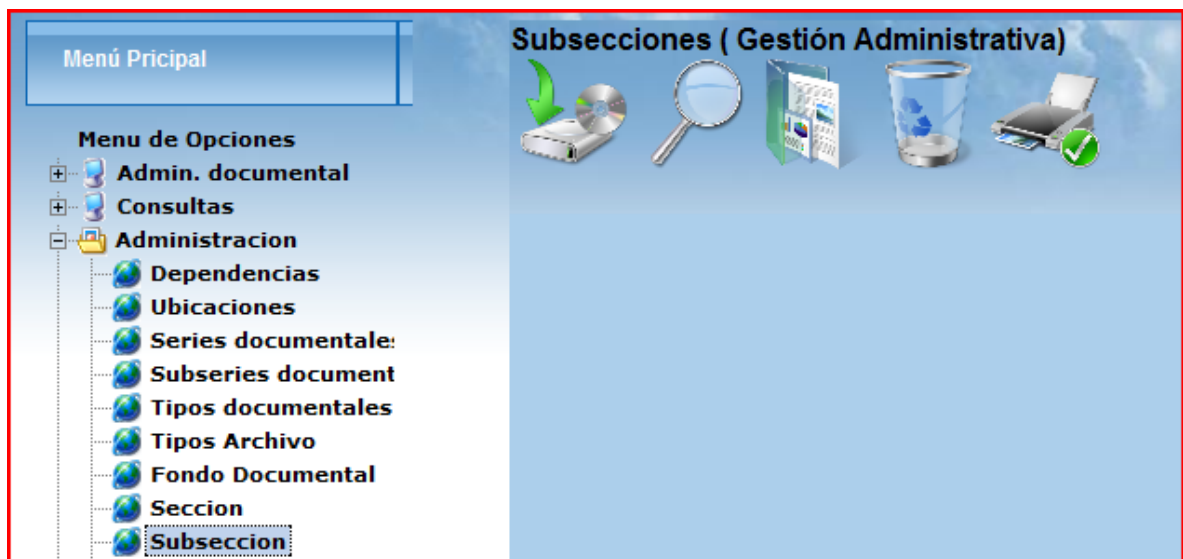 Menú Pricipal
Subsecciones ( Gestión Administrativa)
Menu de Opciones
Admin. documental
Consultas
Administracion
Dependencias
Ubicaciones
Series documentale
Subseries document
Tipos documentales
Tipos Archivo
Fondo Documental
Seccion
Subseccion